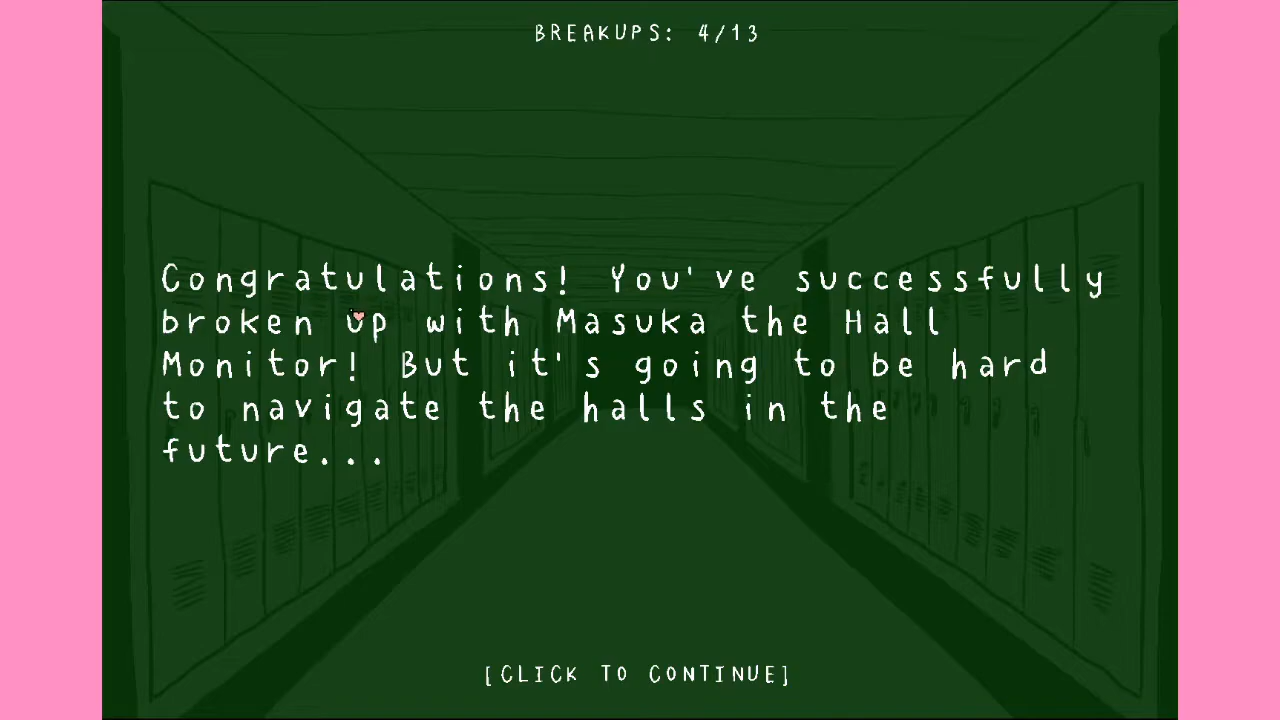 BREAKUPS: 4/13
Congratulations! You've successfully
broken up with Masuka the Hall
Monitor! But it's going to be hard
to navigate the halls in the
future...
[CLICK TO CONTINUE]